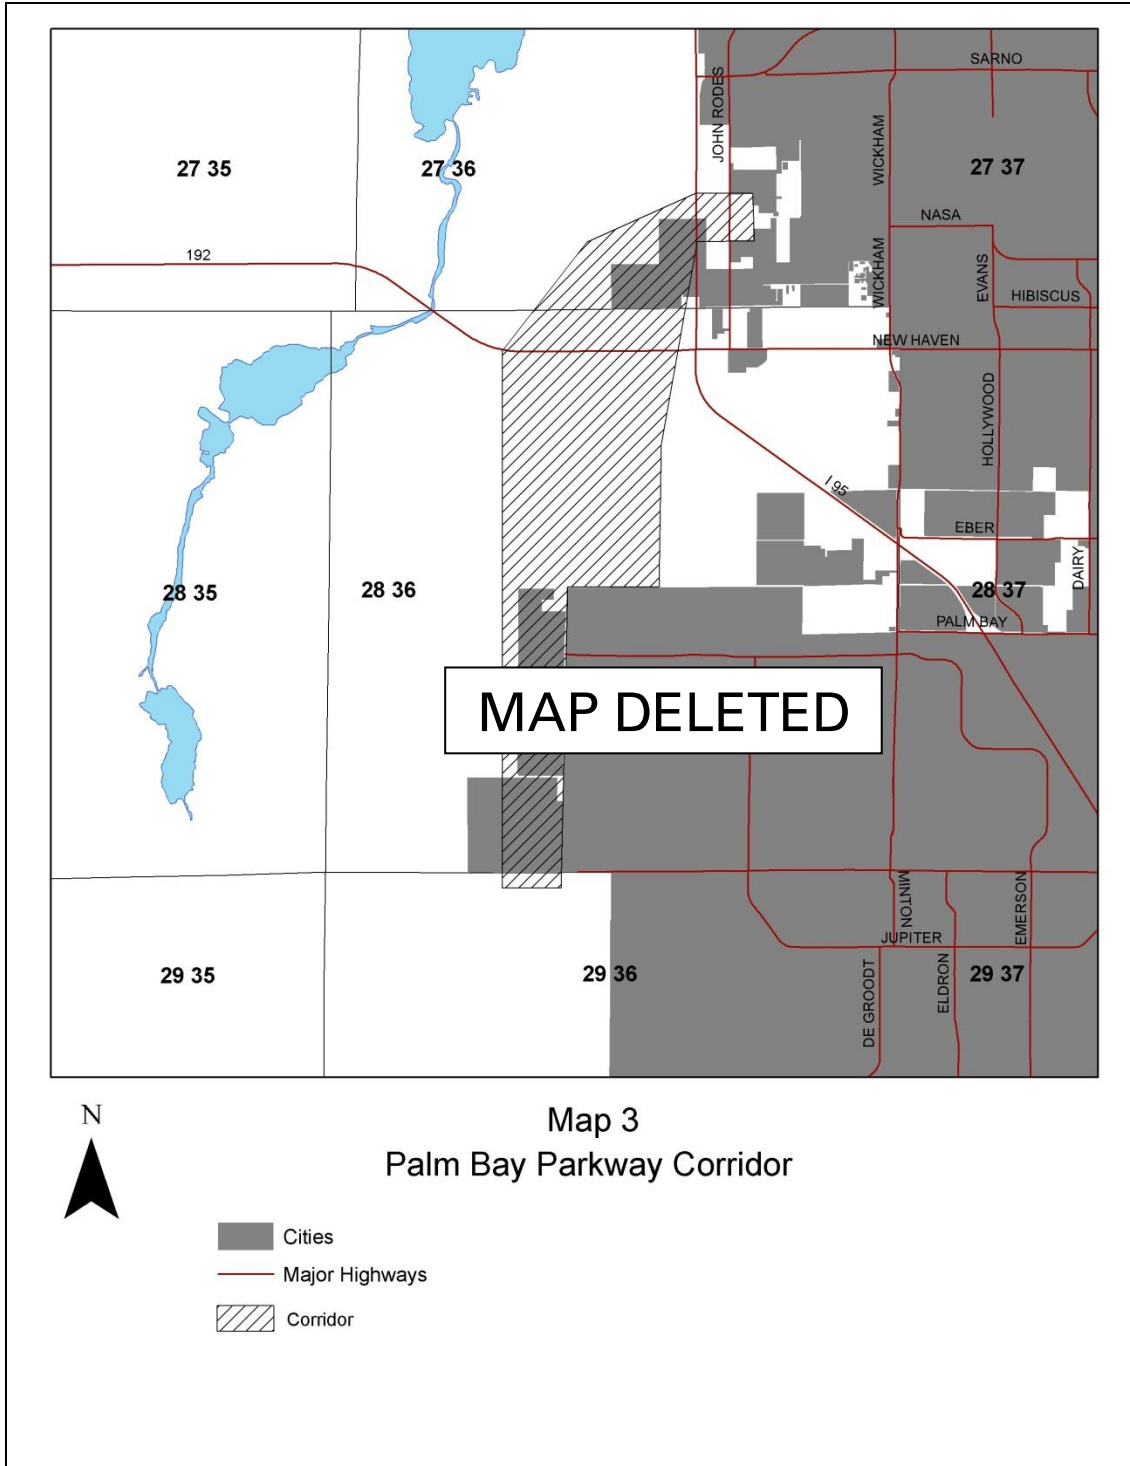 SARNO
JOHN RODES
WICKHAM
27 35
27 36
27 37
NASA
192
WICKHAM
EVANS
HIBISCUS
NEW HAVEN
HOLLYWOOD
I 95
EBER
DAIRY
28 35
28 36
28 37
PALM BAY
MAP DELETED
MINTON
EMERSON
JUPITER
29 35
29 36
DE GROODT
ELDRON
29 37
N
Map 3
Palm Bay Parkway Corridor
Cities
Major Highways
Corridor